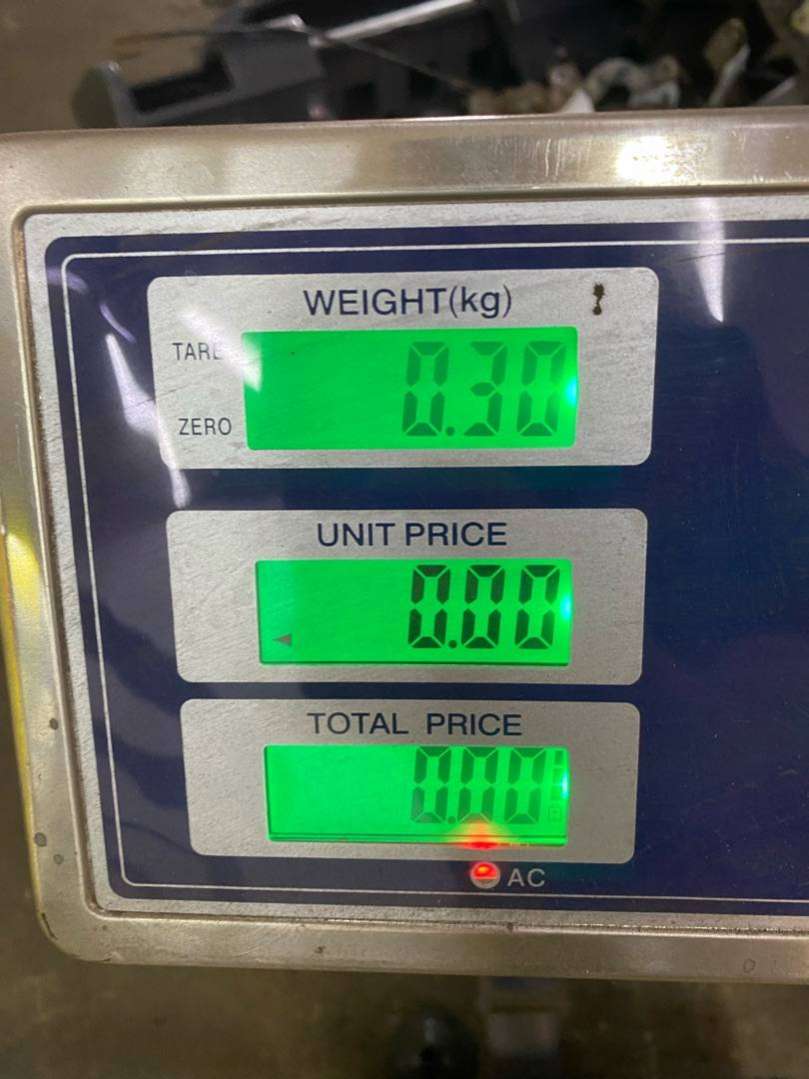 WEIGHT(kg)
TARE
0.30
ZERO
UNIT PRICE
0.00
TOTAL PRICE
0.00
AC